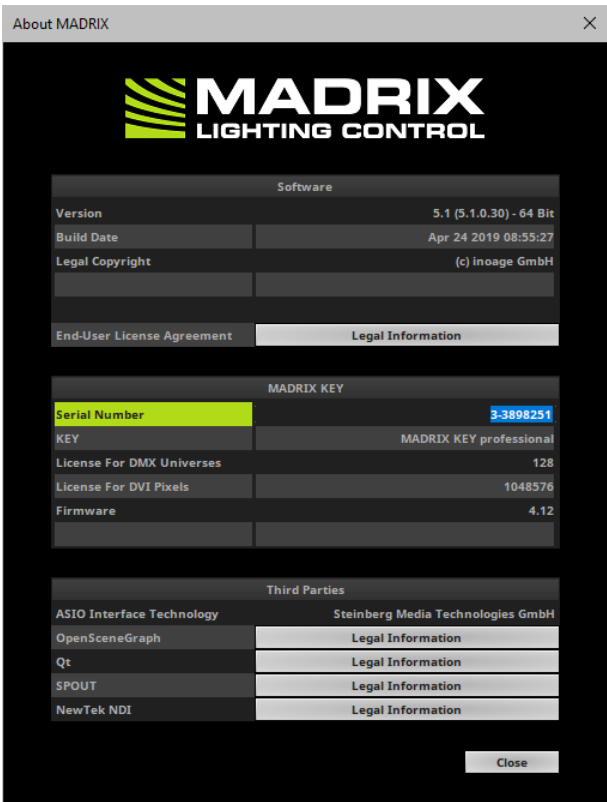 About MADRIX
MADRIX
LIGHTING CONTROL
Software
Version 5.1 (5.1.0.30) - 64 Bit
Build Date Apr 24 2019 08:55:27
Legal Copyright (c) inoage GmbH
End-User License Agreement Legal Information
MADRIX KEY
Serial Number 3-3898251
KEY MADRIX KEY professional
License For DMX Universes 128
License For DVI Pixels 1048576
Firmware 4.12
Third Parties
ASIO Interface Technology Steinberg Media Technologies GmbH
OpenSceneGraph Legal Information
Qt Legal Information
SPOUT Legal Information
NewTek NDI Legal Information
Close